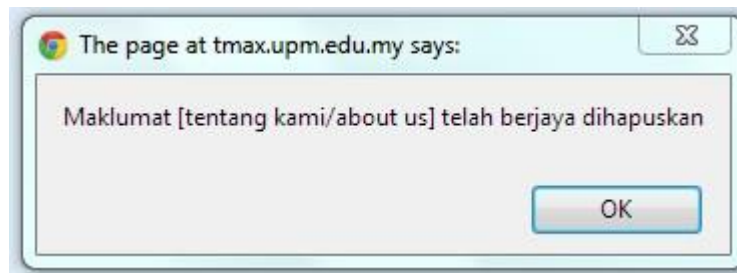 The page at tmax.upm.edu.my says:
Maklumat [tentang kami/about us] telah berjaya dihapuskan
OK